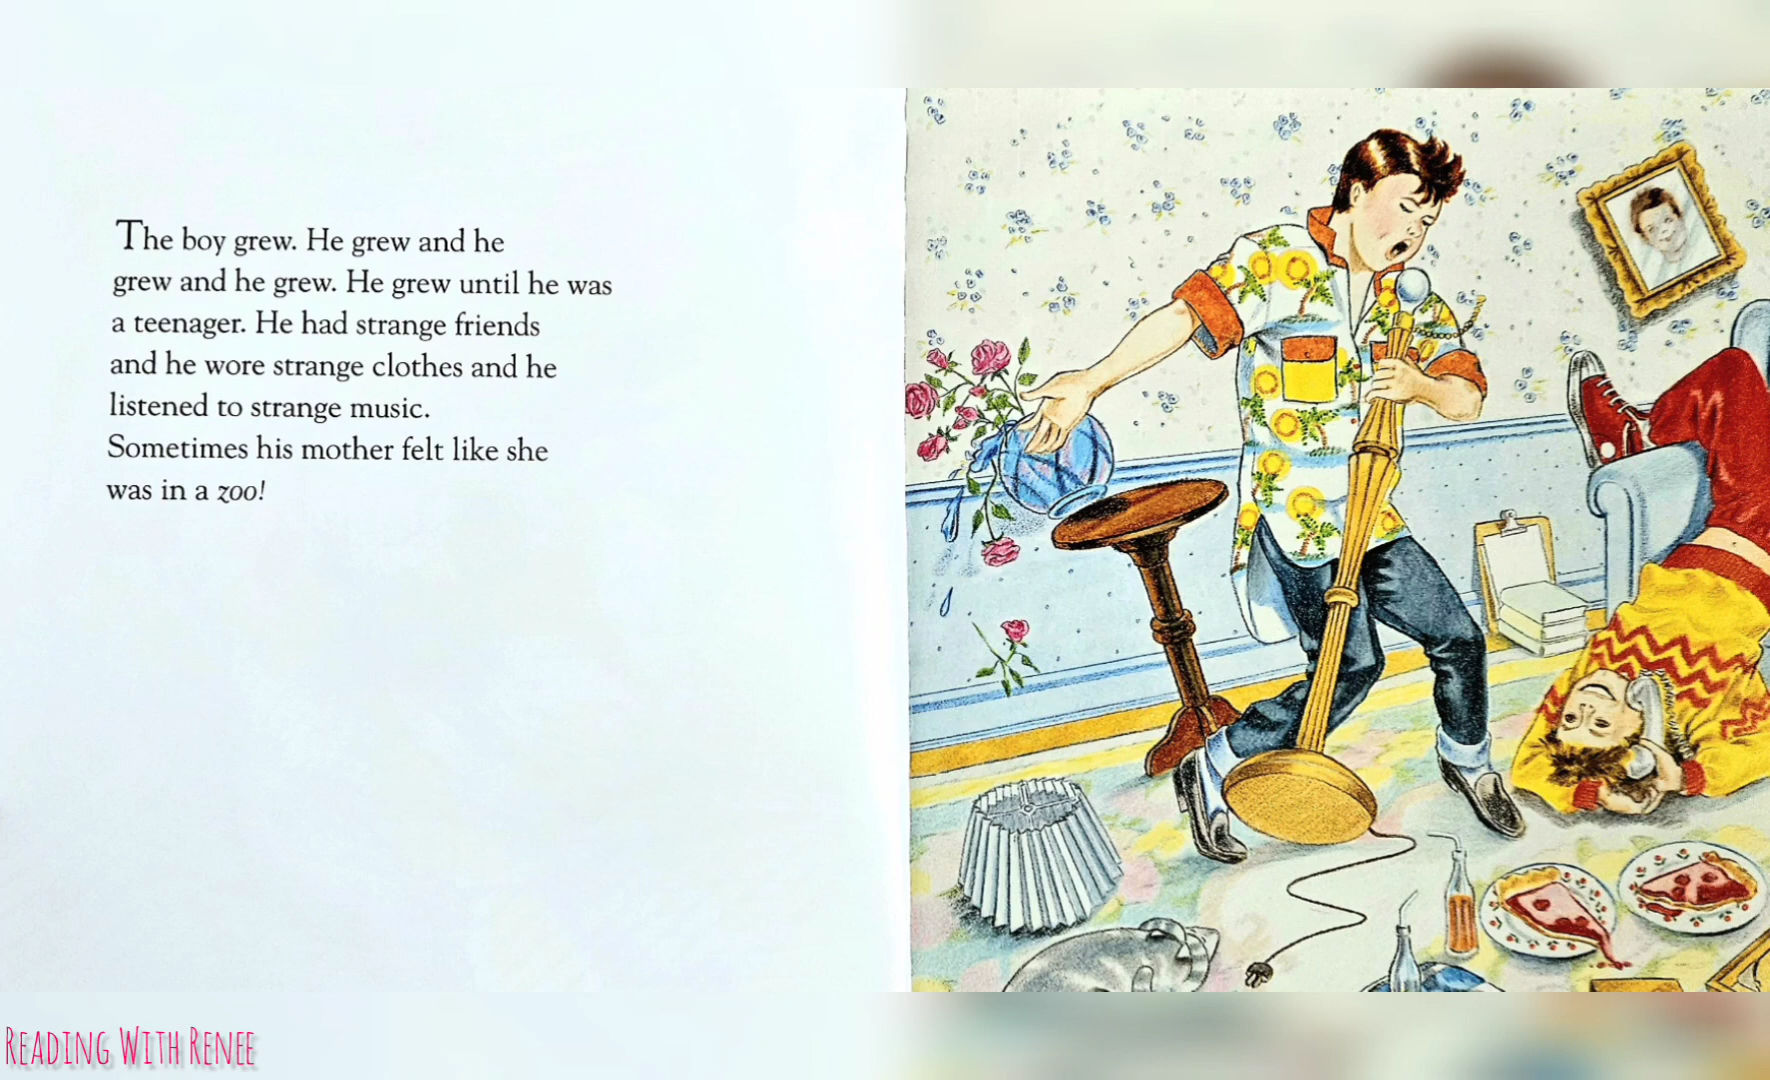 The boy grew. He grew and he
grew and he grew. He grew until he was
a teenager. He had strange friends
and he wore strange clothes and he
listened to strange music.
Sometimes his mother felt like she
was in a zoo!
READING WITH RENEE